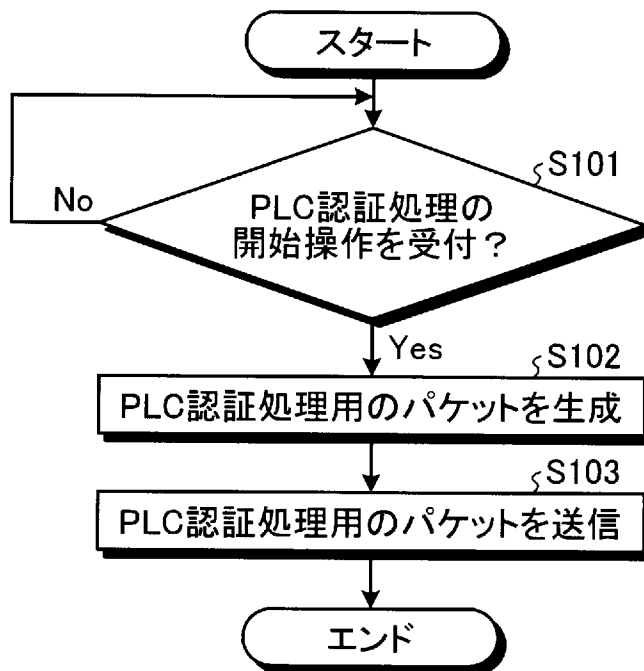 スタート
S101
No
PLC認証処理の
開始操作を受付？
Yes
S102
PLC認証処理用のパケットを生成
S103
PLC認証処理用のパケットを送信
エンド